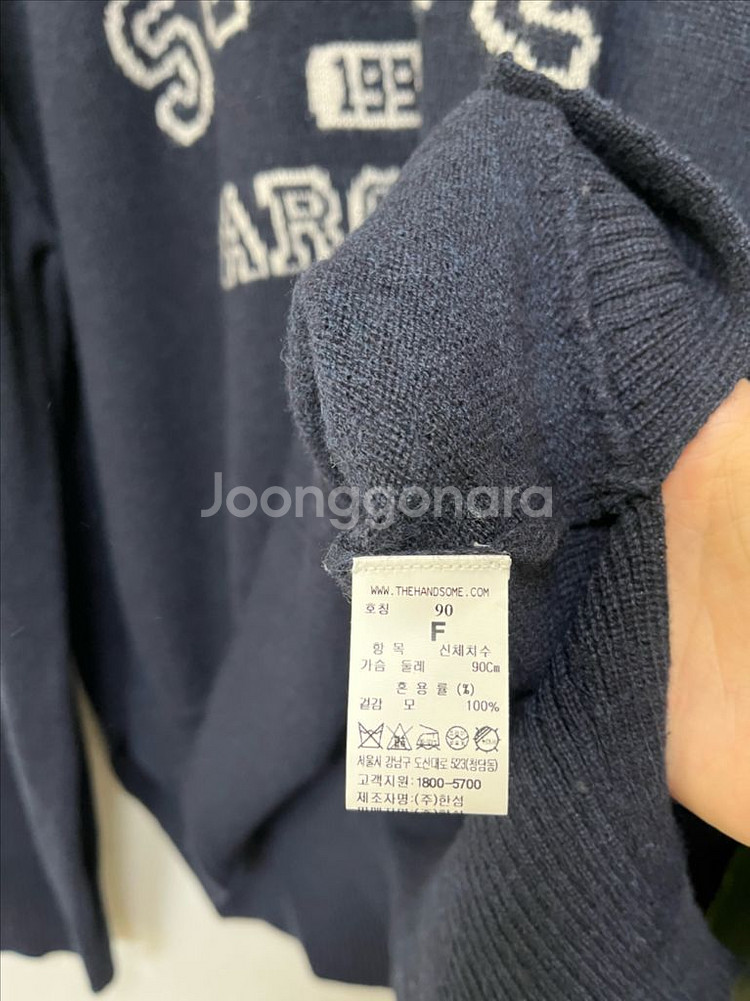 199
ARC
Joonggonara
WWW.THEHANDSOME.COM
호칭 90
F
항 목 신체치수
가슴 둘레 90Cm
혼 용 률 (%)
겉감 모 100%
서울시 강남구 도산대로 523(청담동)
고객지원:1800-5700
제조자명:(주)한섬